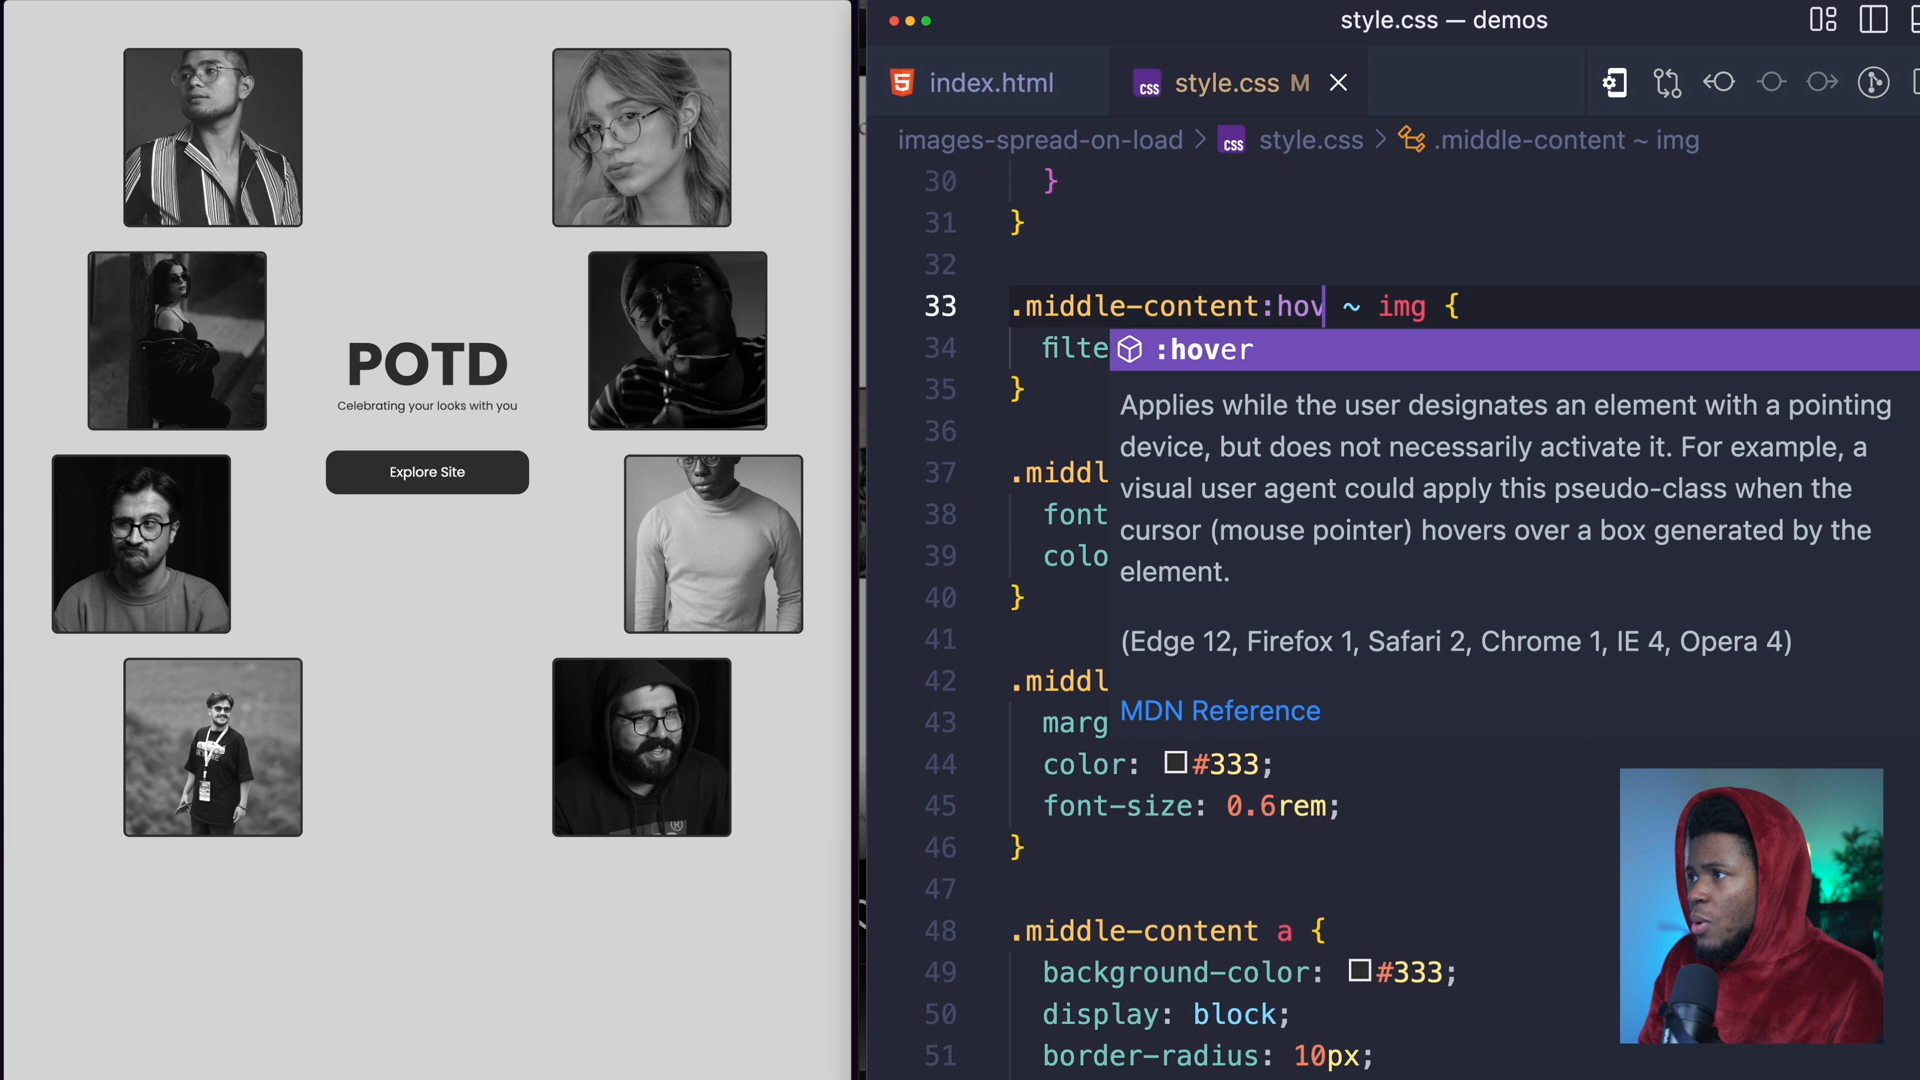 POTD
Celebrating your looks with you
Explore Site
®
style.css — demos
index.html
css style.css M
images-spread-on-load > css style.css > .middle-content ~ img
30 }
31 }
32
33 .middle-content:hov ~ img {
34 filte
:hover
35 }
Applies while the user designates an element with a pointing
device, but does not necessarily activate it. For example, a
visual user agent could apply this pseudo-class when the
cursor (mouse pointer) hovers over a box generated by the
element.
(Edge 12, Firefox 1, Safari 2, Chrome 1, IE 4, Opera 4)
MDN Reference
36
37 .middl
38 font
39 colo
40 }
41
42 .middl
43 marg
44 color: #333;
45 font-size: 0.6rem;
46 }
47
48 .middle-content a {
49 background-color: #333;
50 display: block;
51 border-radius: 10px;